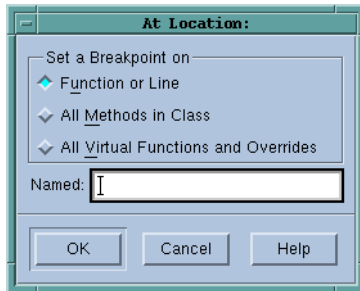 At Location:
Set a Breakpoint on
Function or Line
All Methods in Class
All Virtual Functions and Overrides
Named:
OK Cancel Help